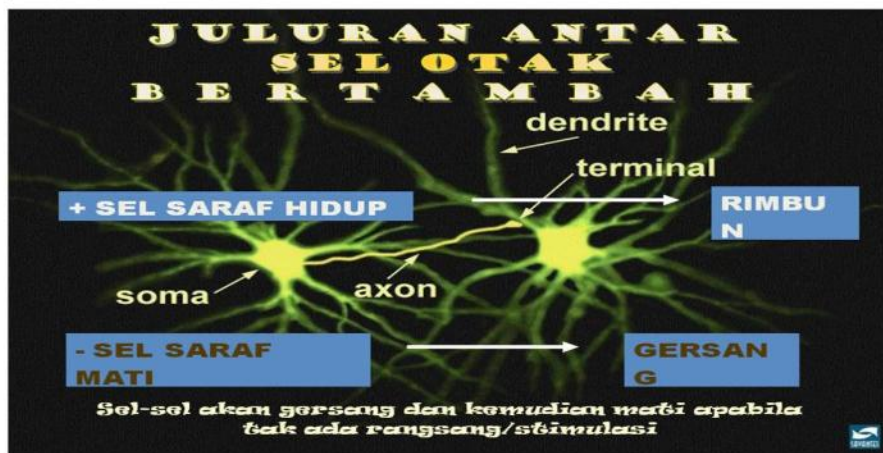 JULURAN ANTAR
SEL OTAK
BERTAMBAH
dendrite
terminal
+ SEL SARAF HIDUP
RIMBU
N
soma
axon
- SEL SARAF
MATI
GERSAN
G
Sel-sel akan gersang dan kemudian mati apabila
tak ada rangsang/stimulasi